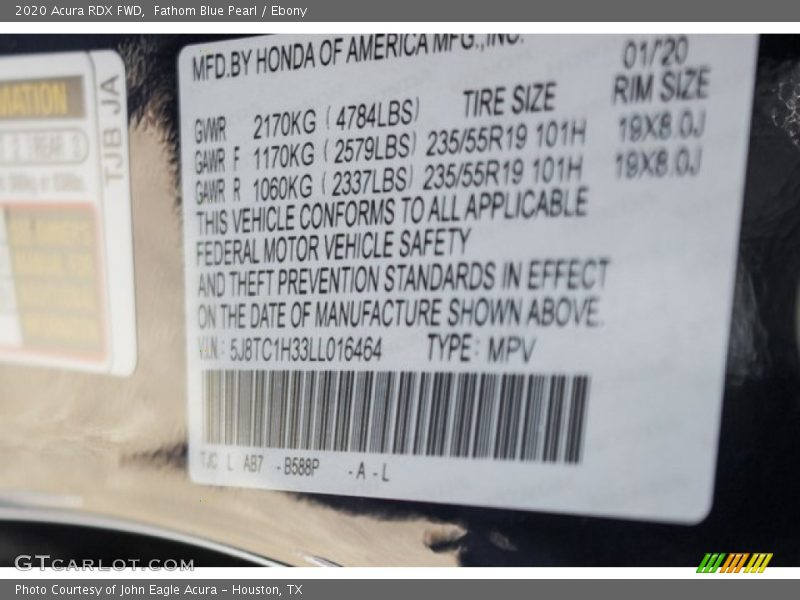 2020 Acura RDX FWD, Fathom Blue Pearl / Ebony
MATION
TJB JA
MFD.BY HONDA OF AMERICA MFG.,INC.
01/'20
TIRE SIZE RIM SIZE
GVWR 2170KG ( 4784LBS)
GAWR F 1170KG ( 2579LBS) 235/55R19 101H 19X8.0J
GAWR R 1060KG ( 2337LBS) 235/55R19 101H 19X8.0J
THIS VEHICLE CONFORMS TO ALL APPLICABLE
FEDERAL MOTOR VEHICLE SAFETY
AND THEFT PREVENTION STANDARDS IN EFFECT
ON THE DATE OF MANUFACTURE SHOWN ABOVE.
V.I.N.: 5J8TC1H33LL016464 TYPE: MPV
TJC L AB7 -B588P -A-L
GTCARLOT.COM
Photo Courtesy of John Eagle Acura - Houston, TX